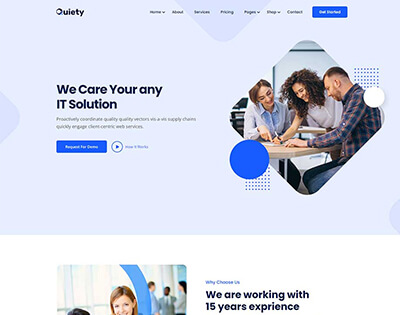 Quiety
Home About Services Pricing Pages Shop Contact Get Started
We Care Your any
IT Solution
Proactively coordinate quality quality vectors vis a vis supply chains
quickly engage client-centric web services.
Request For Demo How It Works
Why Choose Us
We are working with
15 years exprience